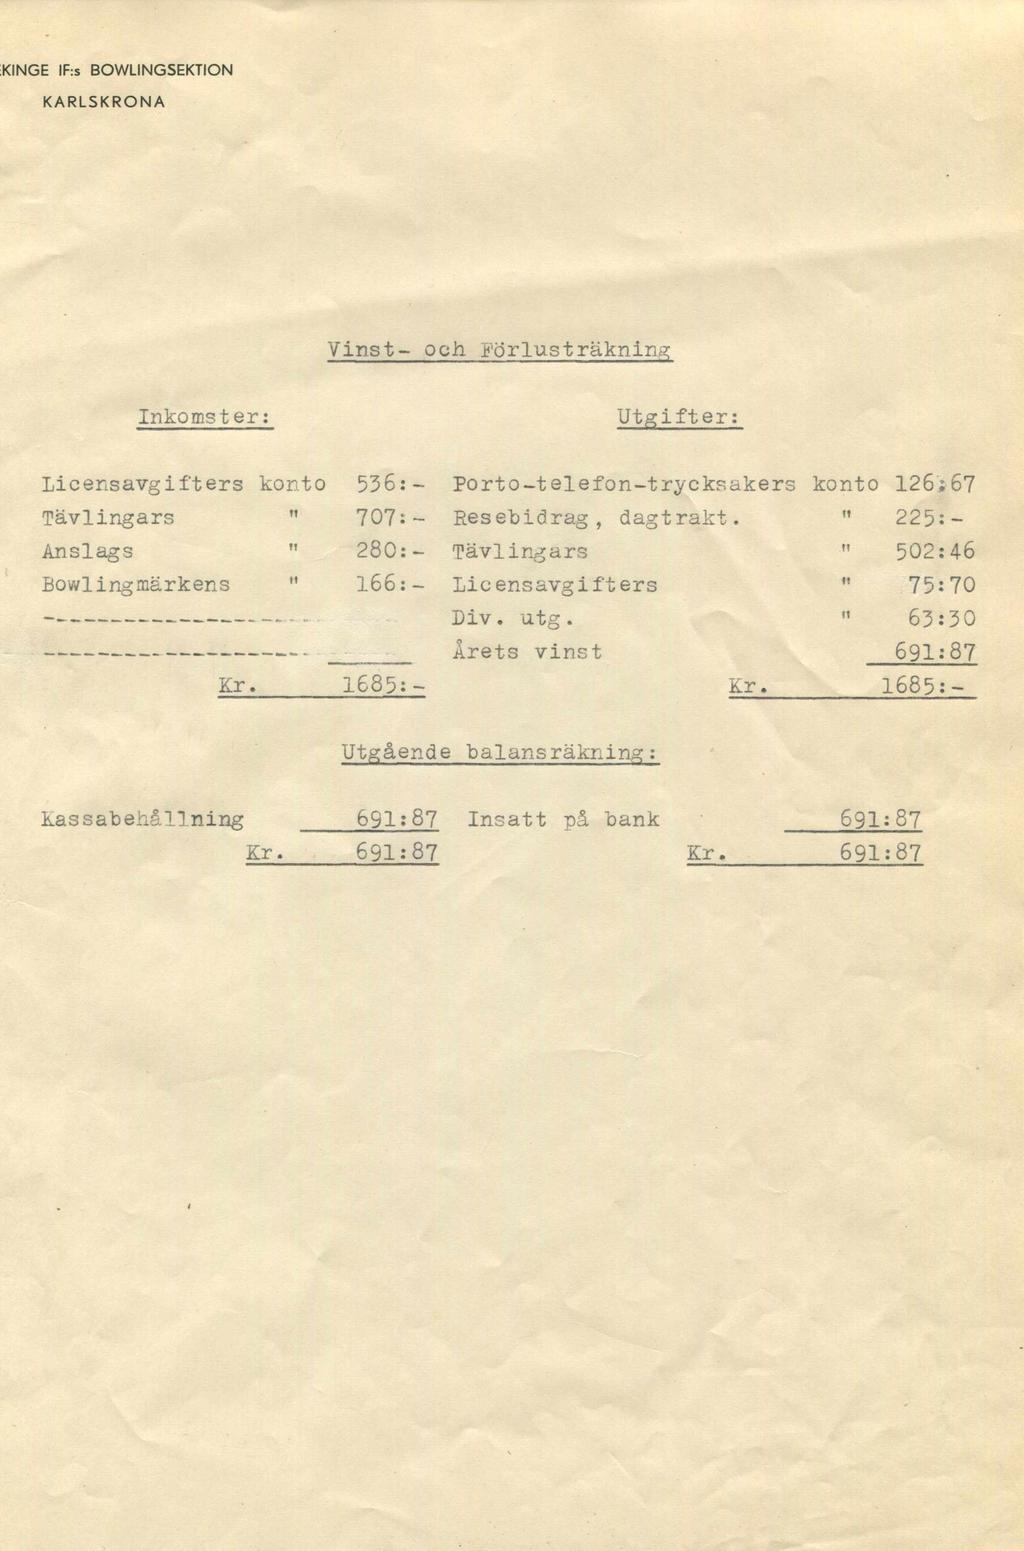 KINGE IF:s BOWLINGSEKTION
KARLSKRONA
Vinst- och Förlusträkning
Inkomster: Utgifter:
Licensavgifters konto 536:- Porto-telefon-trycksakers konto 126:67
Tävlingars " 707:- Resebidrag, dagtrakt. " 225:-
Anslags " 280:- Tävlingars " 502:46
Bowlingmärkens " 166:- Licensavgifters " 75:70
-------------------- Div. utg. " 63:30
-------------------- Årets vinst 691:87
Kr. 1685:- Kr. 1685:-
Utgående balansräkning:
Kassabehållning 691:87 Insatt på bank 691:87
Kr. 691:87 Kr. 691:87